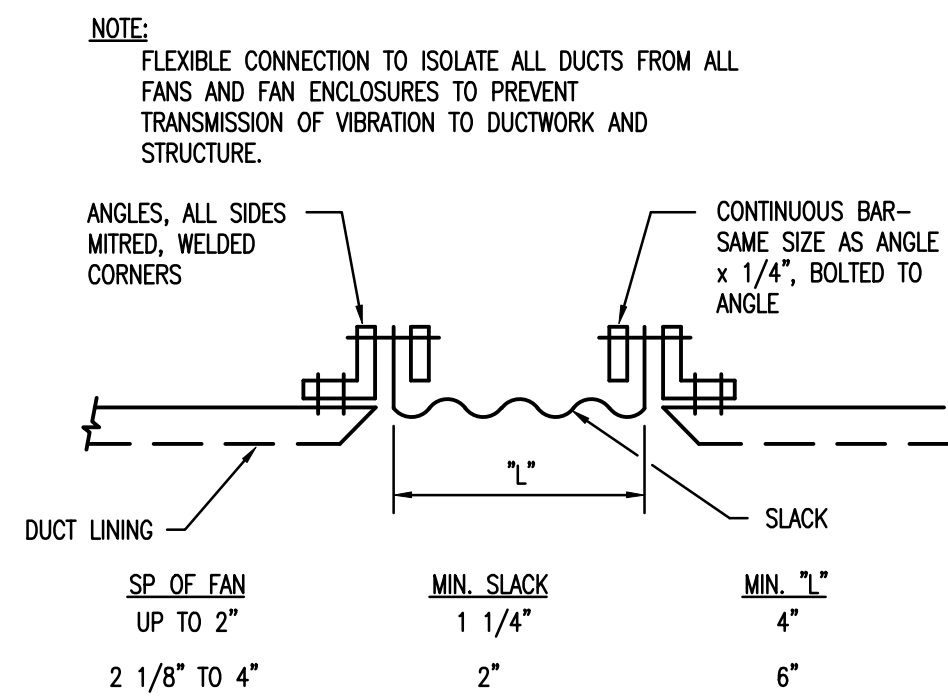 NOTE:
FLEXIBLE CONNECTION TO ISOLATE ALL DUCTS FROM ALL
FANS AND FAN ENCLOSURES TO PREVENT
TRANSMISSION OF VIBRATION TO DUCTWORK AND
STRUCTURE.
ANGLES, ALL SIDES
MITRED, WELDED
CORNERS
CONTINUOUS BAR-
SAME SIZE AS ANGLE
x 1/4", BOLTED TO
ANGLE
"L"
DUCT LINING
SLACK
SP OF FAN MIN. SLACK MIN. "L"
UP TO 2" 1 1/4" 4"
2 1/8" TO 4" 2" 6"